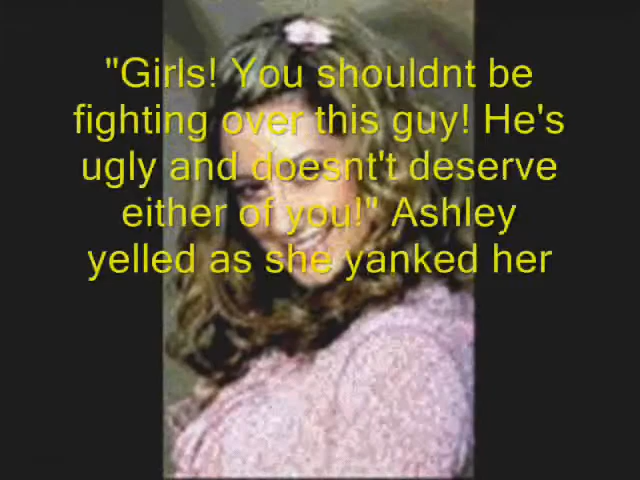 "Girls! You shouldnt be
fighting over this guy! He's
ugly and doesnt't deserve
either of you!" Ashley
yelled as she yanked her